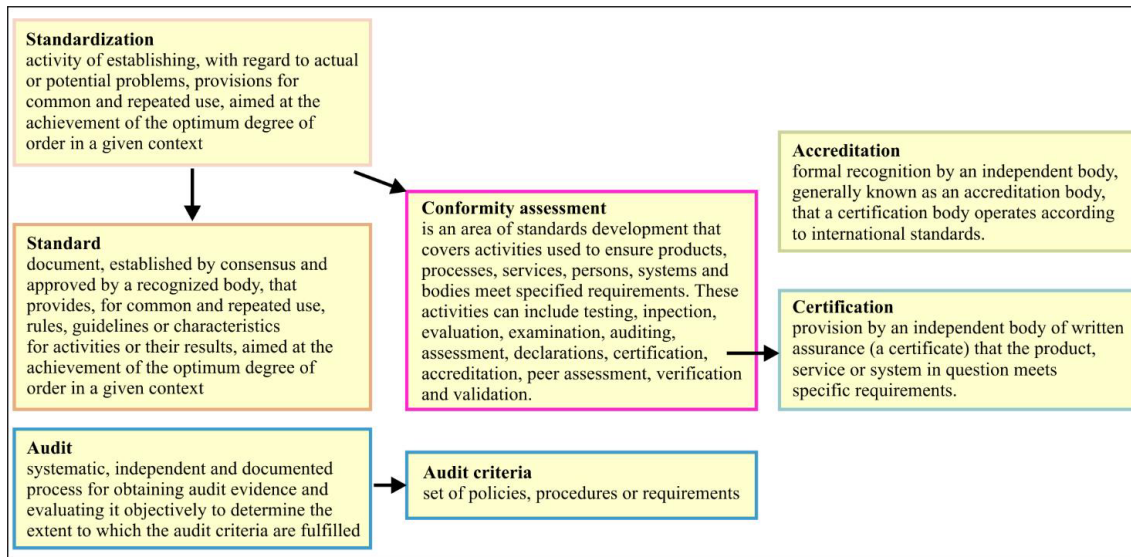 Standardization
activity of establishing, with regard to actual
or potential problems, provisions for
common and repeated use, aimed at the
achievement of the optimum degree of
order in a given context
Standard
document, established by consensus and
approved by a recognized body, that
provides, for common and repeated use,
rules, guidelines or characteristics
for activities or their results, aimed at the
achievement of the optimum degree of
order in a given context
Conformity assessment
is an area of standards development that
covers activities used to ensure products,
processes, services, persons, systems and
bodies meet specified requirements. These
activities can include testing, inpection,
evaluation, examination, auditing,
assessment, declarations, certification,
accreditation, peer assessment, verification
and validation.
Accreditation
formal recognition by an independent body,
generally known as an accreditation body,
that a certification body operates according
to international standards.
Certification
provision by an independent body of written
assurance (a certificate) that the product,
service or system in question meets
specific requirements.
Audit
systematic, independent and documented
process for obtaining audit evidence and
evaluating it objectively to determine the
extent to which the audit criteria are fulfilled
Audit criteria
set of policies, procedures or requirements